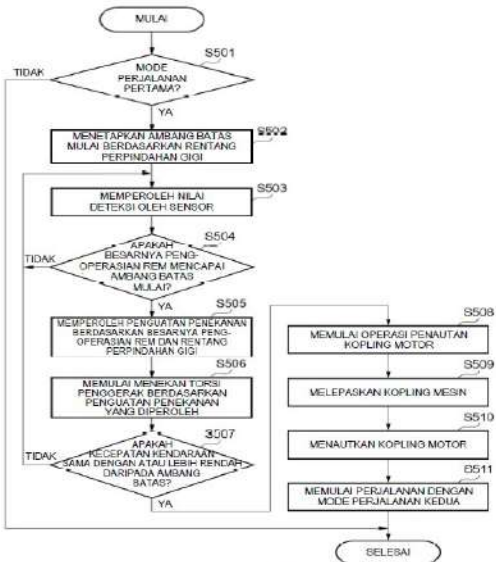 MULAI
S501
TIDAK
MODE
PERJALANAN
PERTAMA?
YA
S502
MENETAPKAN AMBANG BATAS
MULAI BERDASARKAN RENTANG
PERPINDAHAN GIGI
S503
MEMPEROLEH NILAI
DETEKSI OLEH SENSOR
S504
TIDAK
APAKAH
BESARNYA PENG-
OPERASIAN REM MENCAPAI
AMBANG BATAS
MULAI?
YA
S505
MEMPEROLEH PENGUATAN PENEKANAN
BERDASARKAN BESARNYA PENG-
OPERASIAN REM DAN RENTANG
PERPINDAHAN GIGI
S506
MEMULAI MENEKAN TORSI
PENGGERAK BERDASARKAN
PENGUATAN PENEKANAN
YANG DIPEROLEH
S507
TIDAK
APAKAH
KECEPATAN KENDARAAN
SAMA DENGAN ATAU LEBIH RENDAH
DARIPADA AMBANG
BATAS?
YA
S508
MEMULAI OPERASI PENAUTAN
KOPLING MOTOR
S509
MELEPASKAN KOPLING MESIN
S510
MENAUTKAN KOPLING MOTOR
S511
MEMULAI PERJALANAN DENGAN
MODE PERJALANAN KEDUA
SELESAI